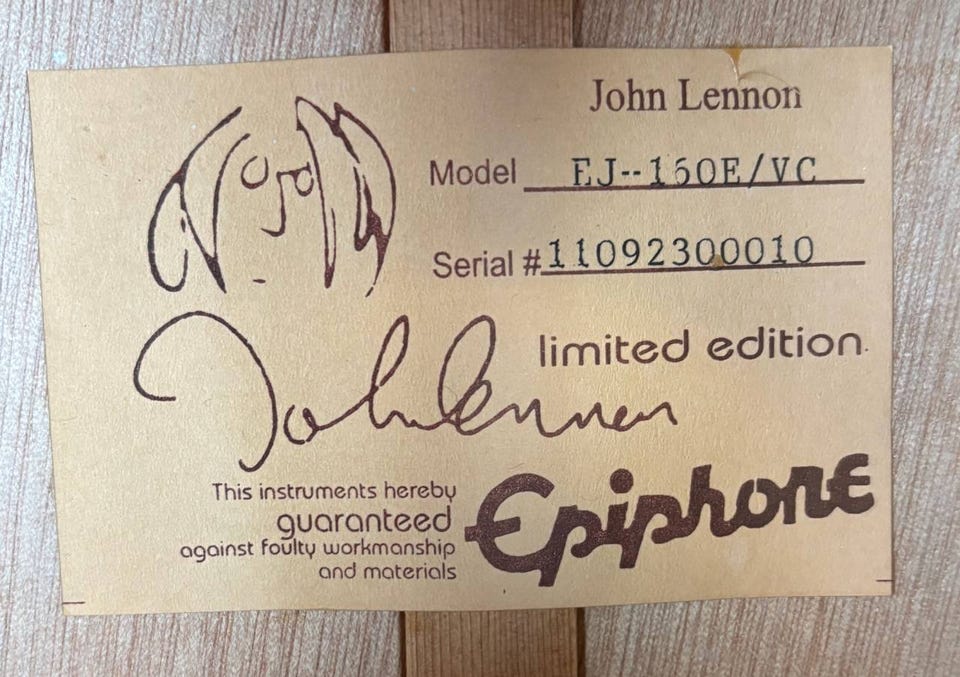 John Lennon
Model EJ--160E/VC
Serial #11092300010
limited edition.
John Lennon
This instruments hereby
guaranteed
against foulty workmanship
and materials
Epiphone